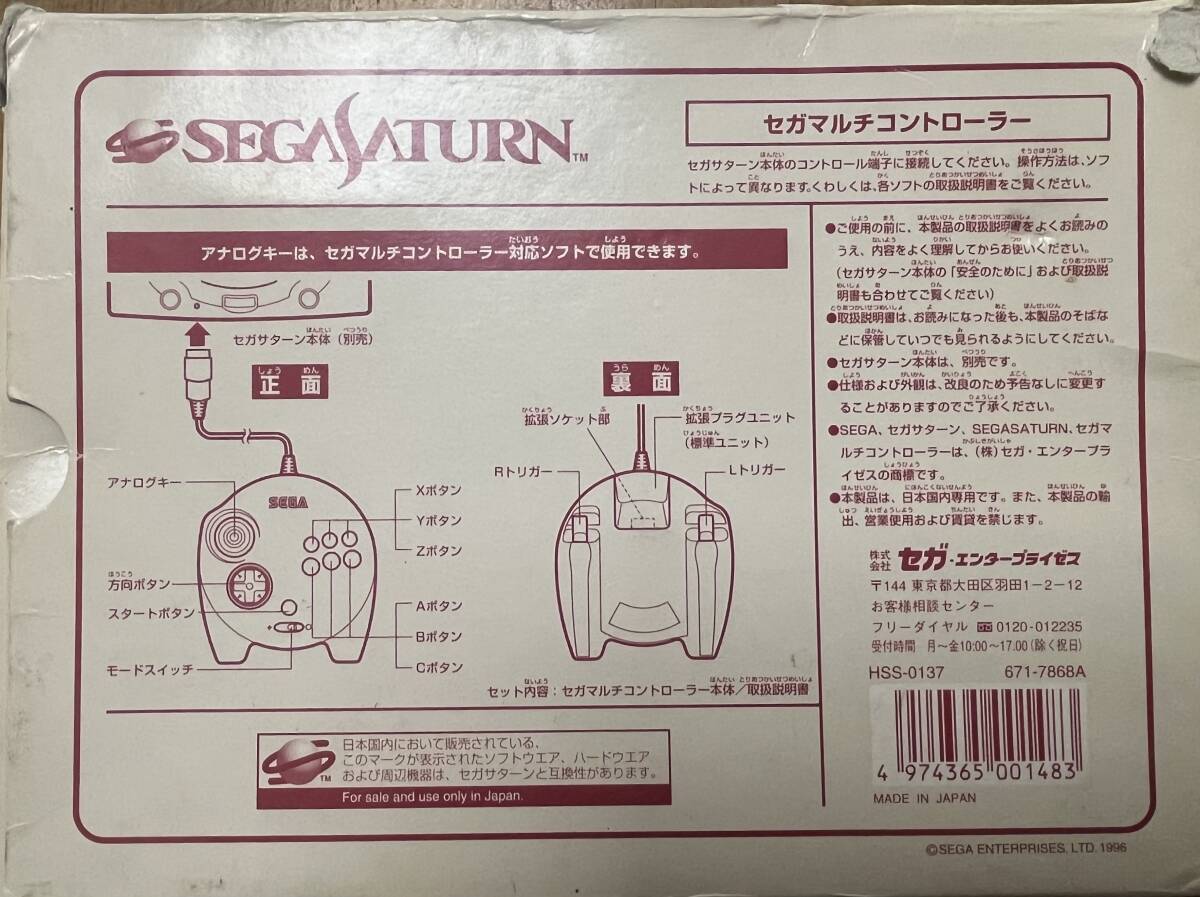 SEGASATURN™
セガマルチコントローラー
セガサターン本体のコントロール端子に接続してください。操作方法は、ソフ
トによって異なります。くわしくは、各ソフトの取扱説明書をご覧ください。
アナログキーは、セガマルチコントローラー対応ソフトで使用できます。
セガサターン本体（別売）
正面
アナログキー
方向ボタン
スタートボタン
モードスイッチ
SEGA
Xボタン
Yボタン
Zボタン
Aボタン
Bボタン
Cボタン
裏面
拡張ソケット部
拡張プラグユニット
（標準ユニット）
Rトリガー
Lトリガー
セット内容：セガマルチコントローラー本体／取扱説明書
日本国内において販売されている、
このマークが表示されたソフトウエア、ハードウエア
および周辺機器は、セガサターンと互換性があります。
TM
For sale and use only in Japan.
●ご使用の前に、本製品の取扱説明書をよくお読みの
うえ、内容をよく理解してからお使いください。
（セガサターン本体の「安全のために」および取扱説
明書も合わせてご覧ください）
●取扱説明書は、お読みになった後も、本製品のそばな
どに保管していつでも見られるようにしてください。
●セガサターン本体は、別売です。
●仕様および外観は、改良のため予告なしに変更す
ることがありますのでご了承ください。
●SEGA、セガサターン、SEGASATURN、セガマ
ルチコントローラーは、（株）セガ・エンタープラ
イゼスの商標です。
●本製品は、日本国内専用です。また、本製品の輸
出、営業使用および賃貸を禁じます。
株式会社 セガ・エンタープライゼス
〒144 東京都大田区羽田1-2-12
お客様相談センター
フリーダイヤル 0120-012235
受付時間 月～金10:00～17:00（除く祝日）
HSS-0137 671-7868A
4 974365 001483
MADE IN JAPAN
©SEGA ENTERPRISES, LTD. 1996